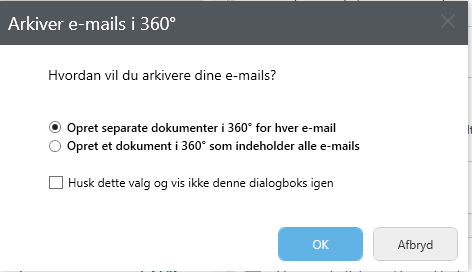 Arkiver e-mails i 360°
Hvordan vil du arkivere dine e-mails?
Opret separate dokumenter i 360° for hver e-mail
Opret et dokument i 360° som indeholder alle e-mails
Husk dette valg og vis ikke denne dialogboks igen
OK
Afbryd